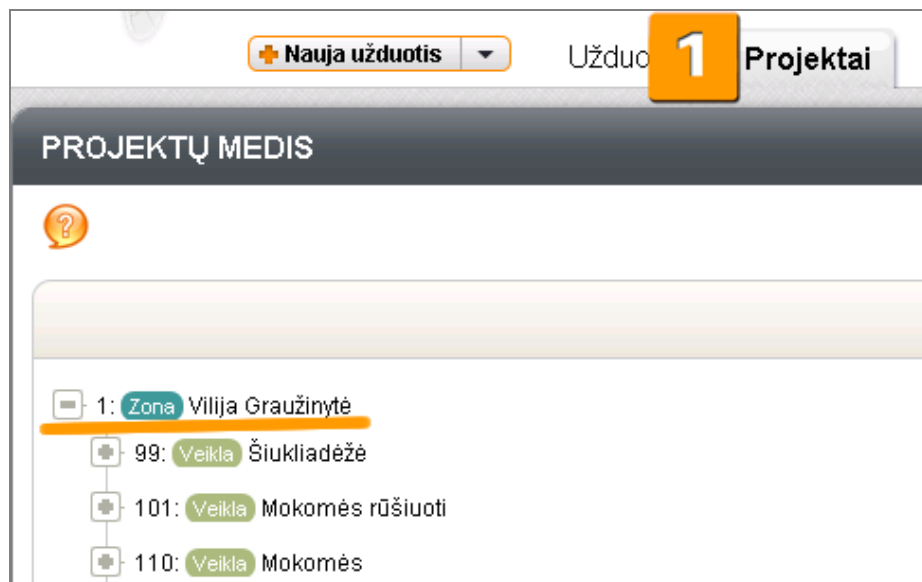 Nauja užduotis
Užduo
1
Projektai
PROJEKTŲ MEDIS
?
1: Zona Vilija Graužinytė
99: Veikla Šiukliadėžė
101: Veikla Mokomės rūšiuoti
110: Veikla Mokomės